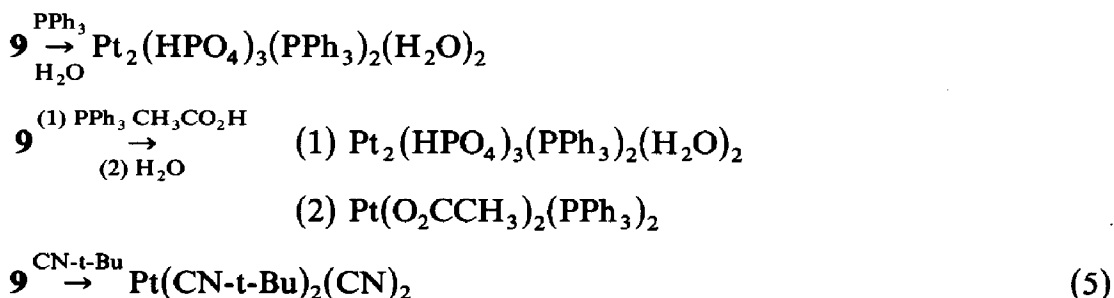 9 PPh₃ → H₂O Pt₂(HPO₄)₃(PPh₃)₂(H₂O)₂
9 (1) PPh₃ CH₃CO₂H → (2) H₂O (1) Pt₂(HPO₄)₃(PPh₃)₂(H₂O)₂
(2) Pt(O₂CCH₃)₂(PPh₃)₂
9 CN-t-Bu → Pt(CN-t-Bu)₂(CN)₂ (5)